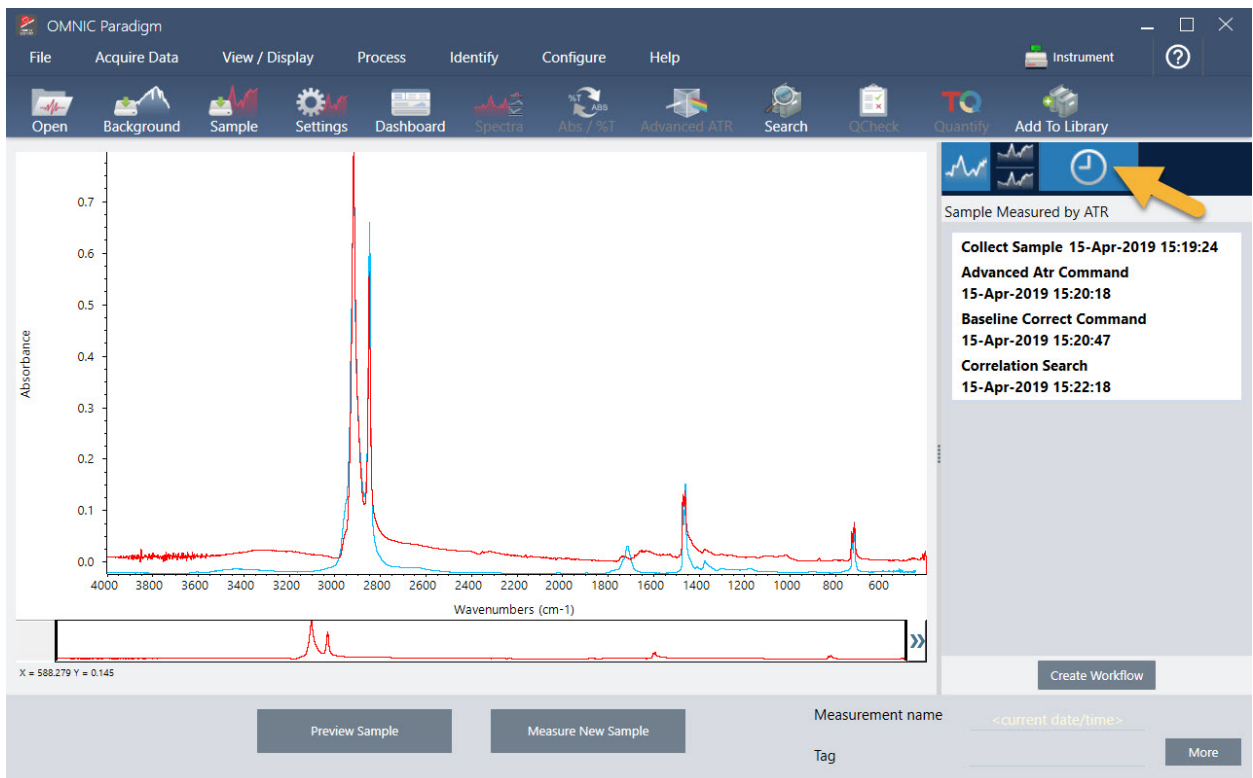 OMNIC Paradigm
File Acquire Data View / Display Process Identify Configure Help Instrument ?
%T ABS TQ
Open Background Sample Settings Dashboard Spectra Abs / %T Advanced ATR Search QCheck Quantify Add To Library
Sample Measured by ATR
Collect Sample 15-Apr-2019 15:19:24
Advanced Atr Command
15-Apr-2019 15:20:18
Baseline Correct Command
15-Apr-2019 15:20:47
Correlation Search
15-Apr-2019 15:22:18
Absorbance
0.7
0.6
0.5
0.4
0.3
0.2
0.1
0.0
4000 3800 3600 3400 3200 3000 2800 2600 2400 2200 2000 1800 1600 1400 1200 1000 800 600
Wavenumbers (cm-1)
X = 588.279 Y = 0.145
Create Workflow
Preview Sample Measure New Sample
Measurement name <current date/time>
Tag More